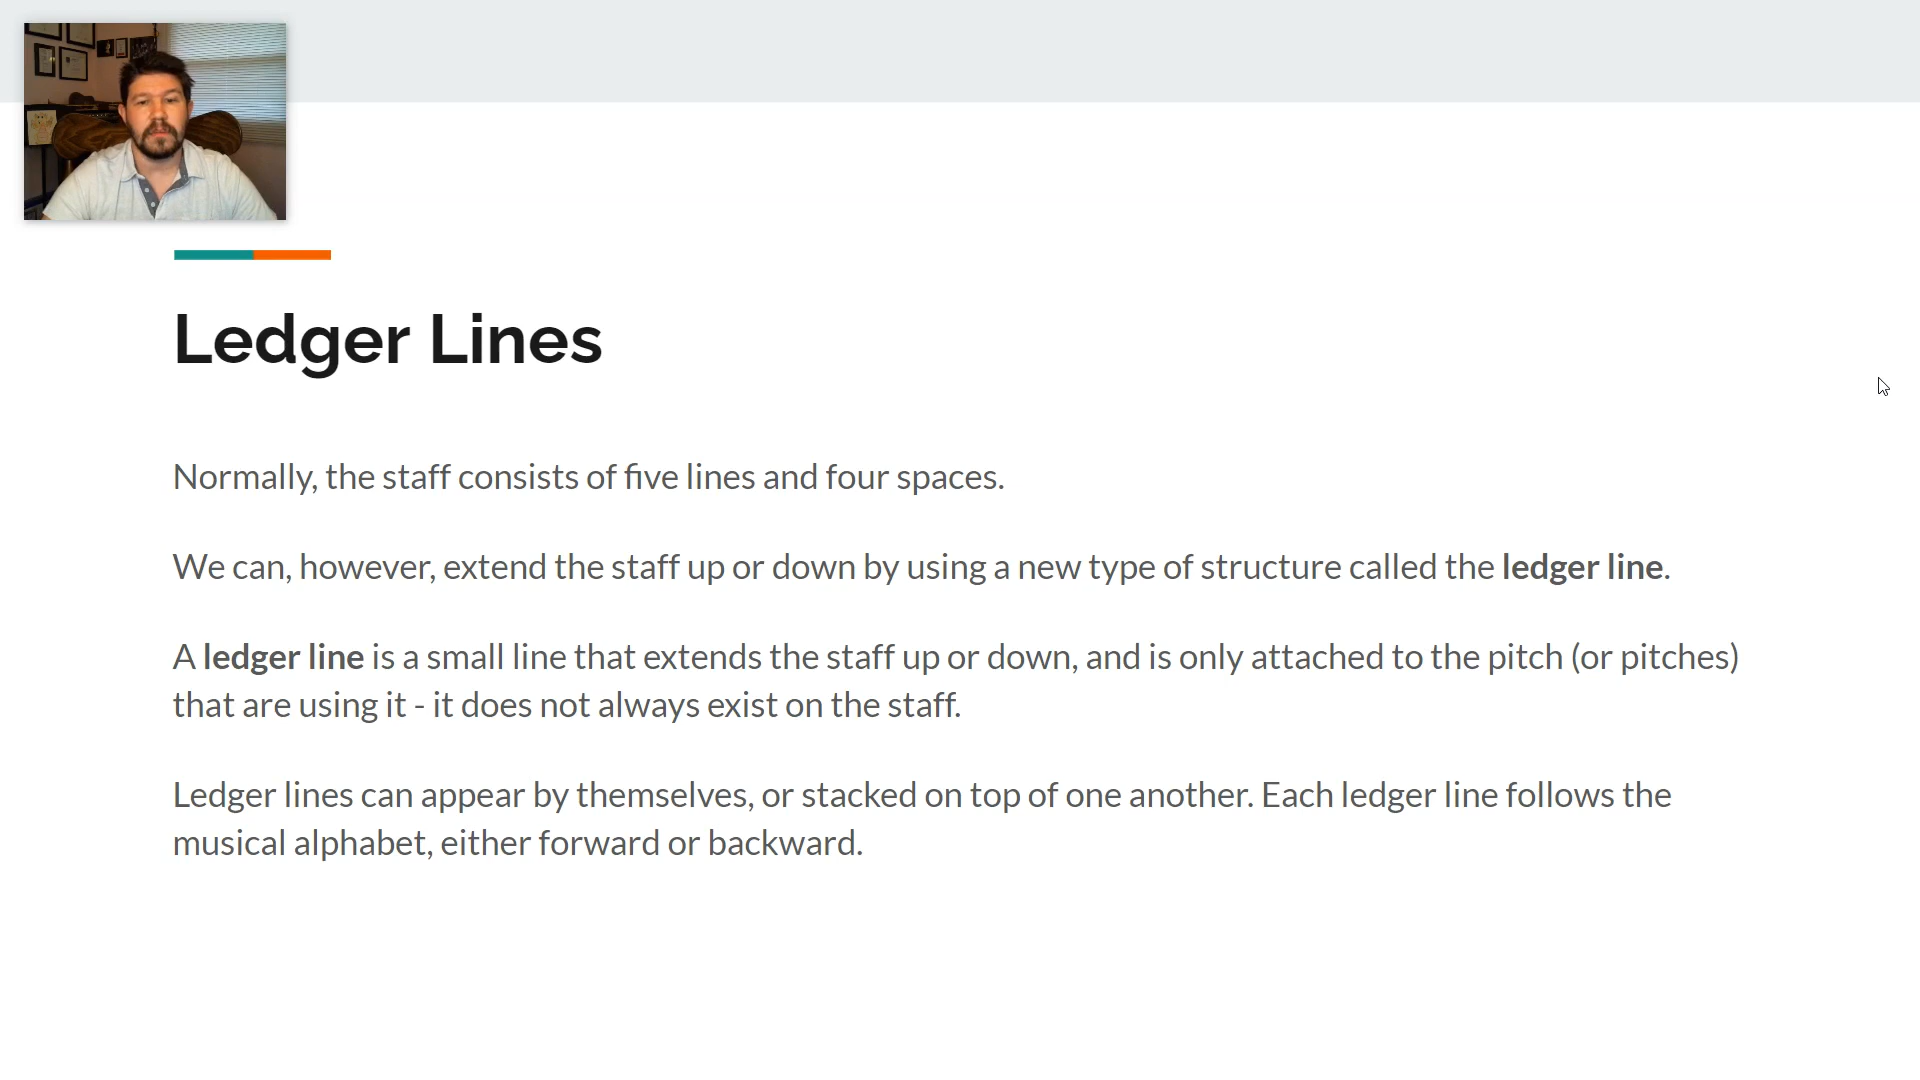 Ledger Lines
Normally, the staff consists of five lines and four spaces.
We can, however, extend the staff up or down by using a new type of structure called the ledger line.
A ledger line is a small line that extends the staff up or down, and is only attached to the pitch (or pitches)
that are using it - it does not always exist on the staff.
Ledger lines can appear by themselves, or stacked on top of one another. Each ledger line follows the
musical alphabet, either forward or backward.